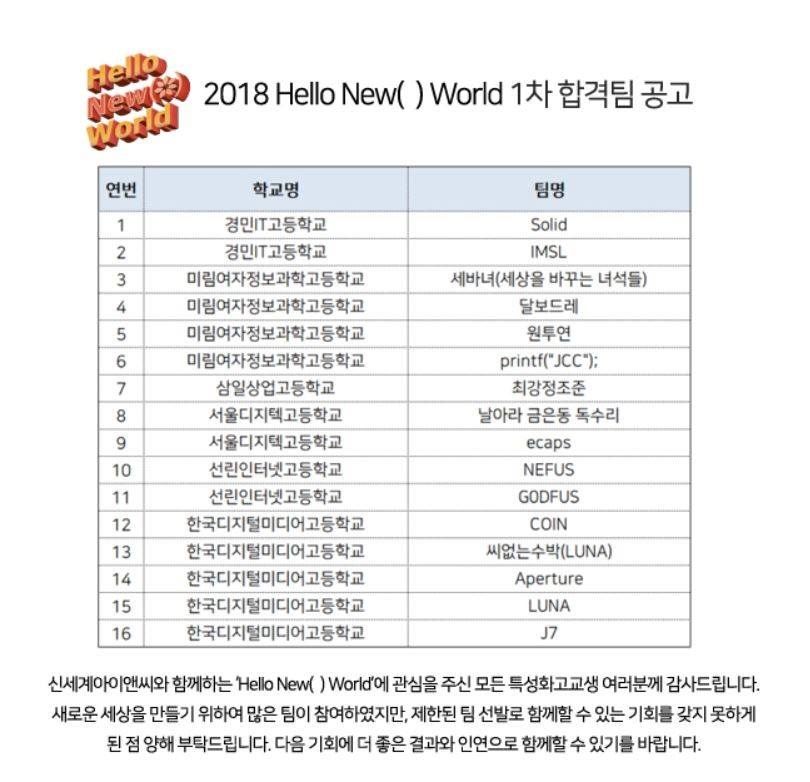 Hello
New
World
2018 Hello New( ) World 1차 합격팀 공고
연번 학교명 팀명
1 경민IT고등학교 Solid
2 경민IT고등학교 IMSL
3 미림여자정보과학고등학교 세바녀(세상을 바꾸는 녀석들)
4 미림여자정보과학고등학교 달보드레
5 미림여자정보과학고등학교 원투연
6 미림여자정보과학고등학교 printf("JCC");
7 삼일상업고등학교 최강정조준
8 서울디지텍고등학교 날아라 금은동 독수리
9 서울디지텍고등학교 ecaps
10 선린인터넷고등학교 NEFUS
11 선린인터넷고등학교 G0DFUS
12 한국디지털미디어고등학교 COIN
13 한국디지털미디어고등학교 씨없는수박(LUNA)
14 한국디지털미디어고등학교 Aperture
15 한국디지털미디어고등학교 LUNA
16 한국디지털미디어고등학교 J7
신세계아이앤씨와 함께하는 'Hello New( ) World'에 관심을 주신 모든 특성화고교생 여러분께 감사드립니다.
새로운 세상을 만들기 위하여 많은 팀이 참여하였지만, 제한된 팀 선발로 함께할 수 있는 기회를 갖지 못하게
된 점 양해 부탁드립니다. 다음 기회에 더 좋은 결과와 인연으로 함께할 수 있기를 바랍니다.